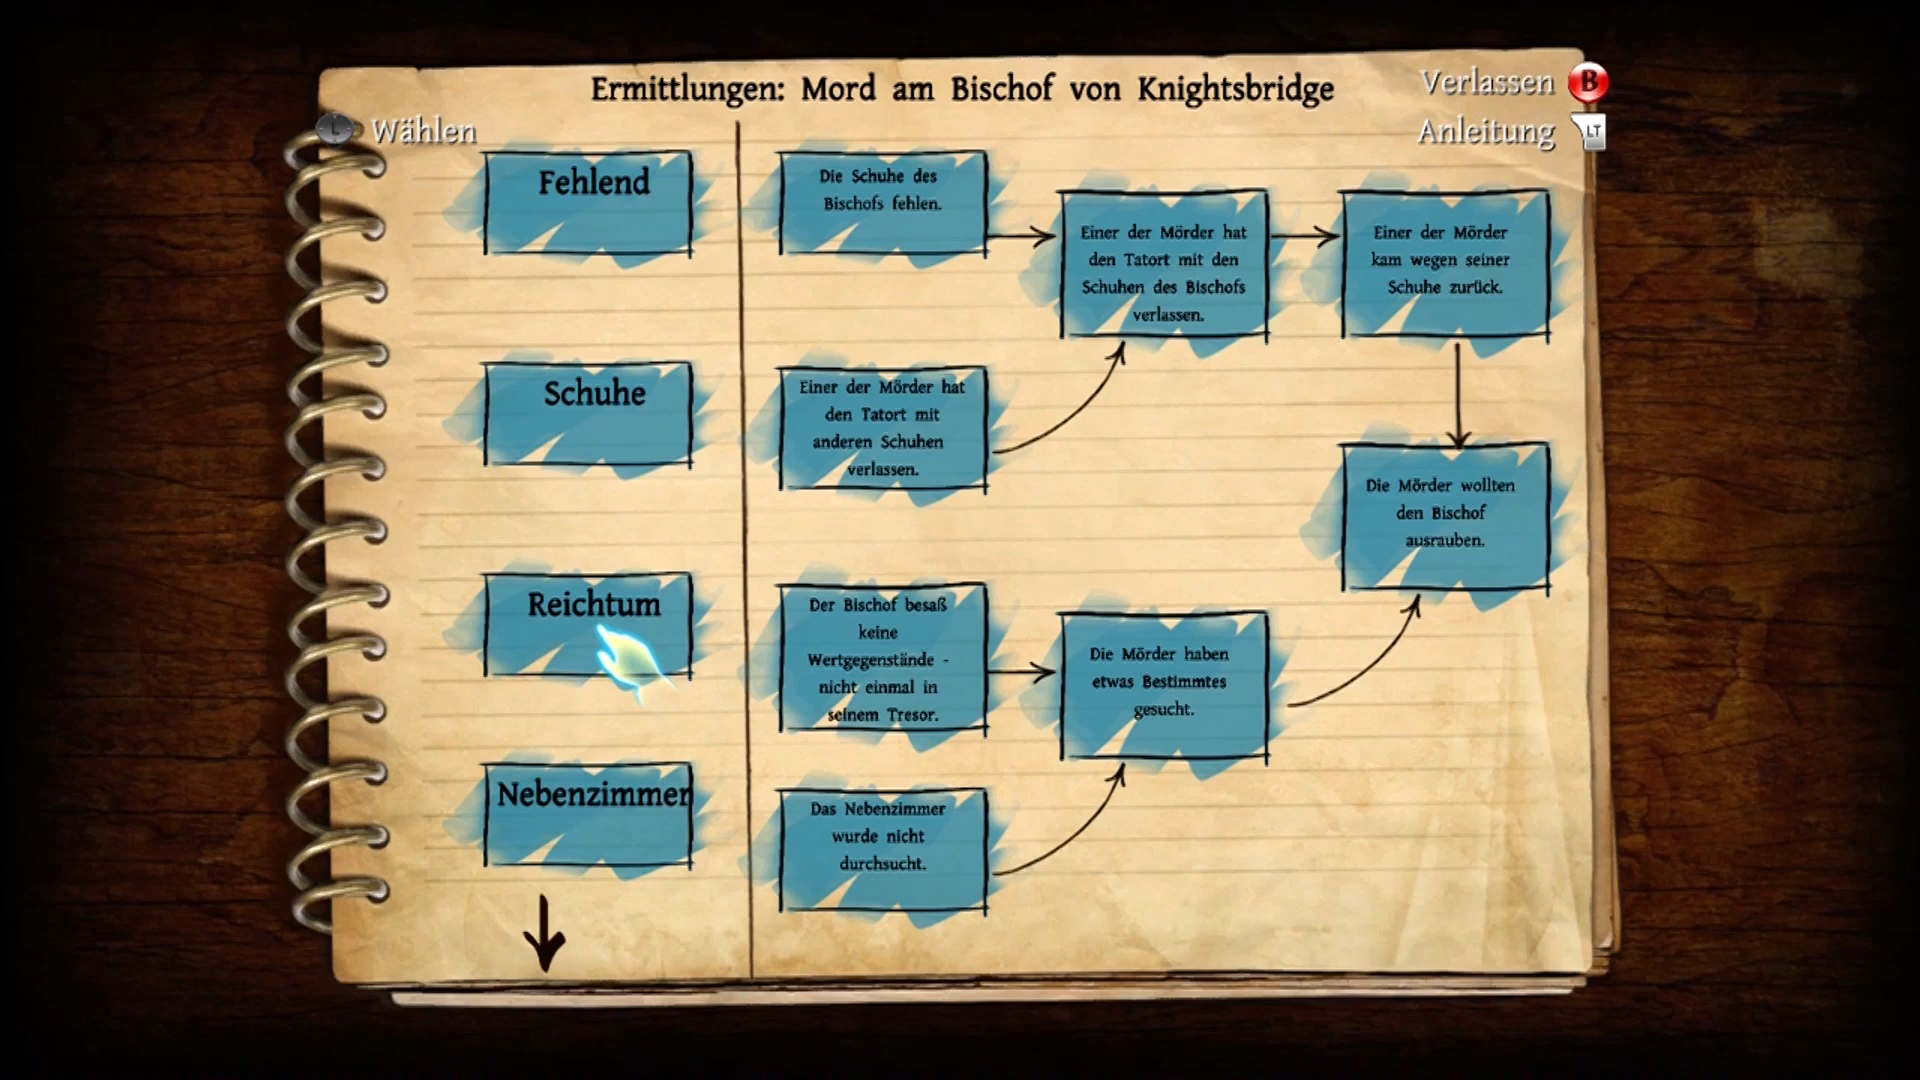 Ermittlungen: Mord am Bischof von Knightsbridge
Verlassen B
L Wählen
Anleitung LT
Fehlend
Schuhe
Reichtum
Nebenzimmer
Die Schuhe des
Bischofs fehlen.
Einer der Mörder hat
den Tatort mit den
Schuhen des Bischofs
verlassen.
Einer der Mörder
kam wegen seiner
Schuhe zurück.
Einer der Mörder hat
den Tatort mit
anderen Schuhen
verlassen.
Die Mörder wollten
den Bischof
ausrauben.
Der Bischof besaß
keine
Wertgegenstände -
nicht einmal in
seinem Tresor.
Die Mörder haben
etwas Bestimmtes
gesucht.
Das Nebenzimmer
wurde nicht
durchsucht.